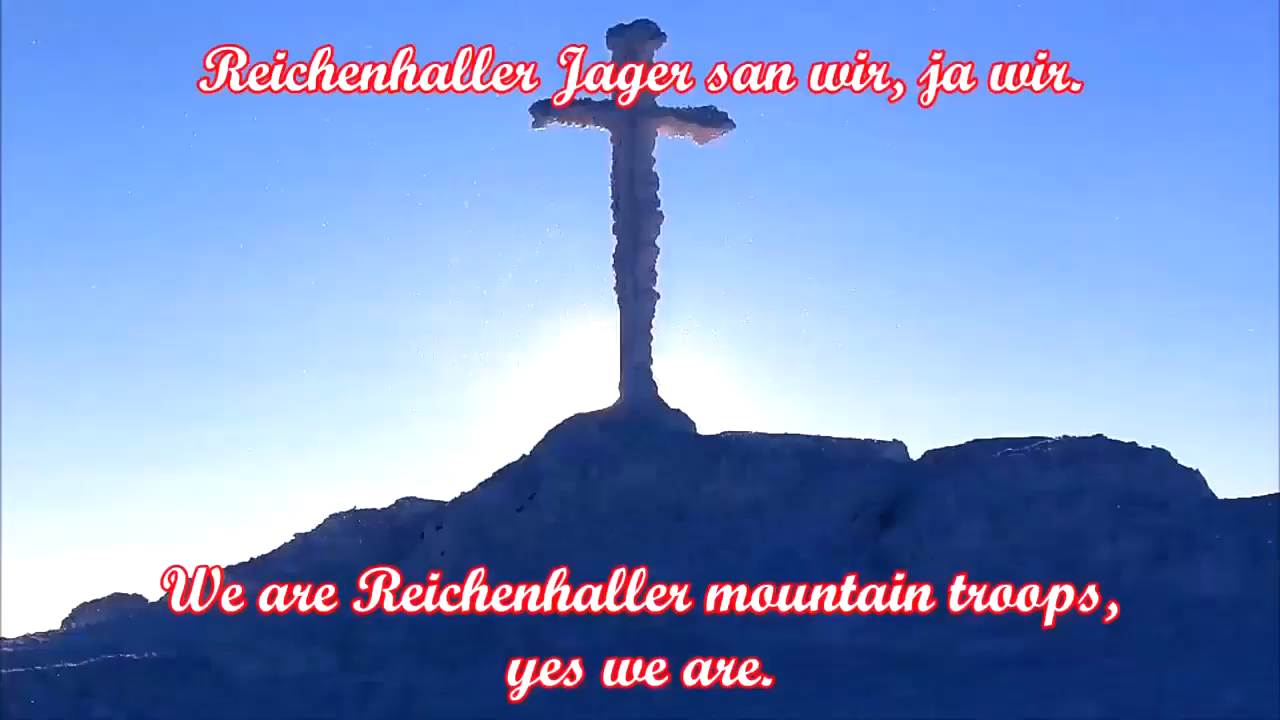 Reichenhaller Jager san wir, ja wir.
We are Reichenhaller mountain troops,
yes we are.